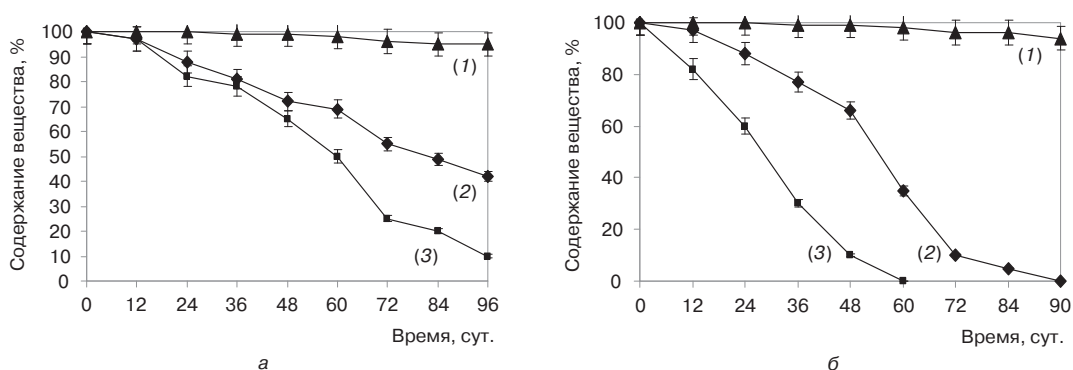 Содержание вещества, %
100
90
80
70
60
50
40
30
20
10
0
(1)
(2)
(3)
0 12 24 36 48 60 72 84 96
Время, сут.
а
Содержание вещества, %
100
80
60
40
20
0
(1)
(3) (2)
0 12 24 36 48 60 72 84 90
Время, сут.
б